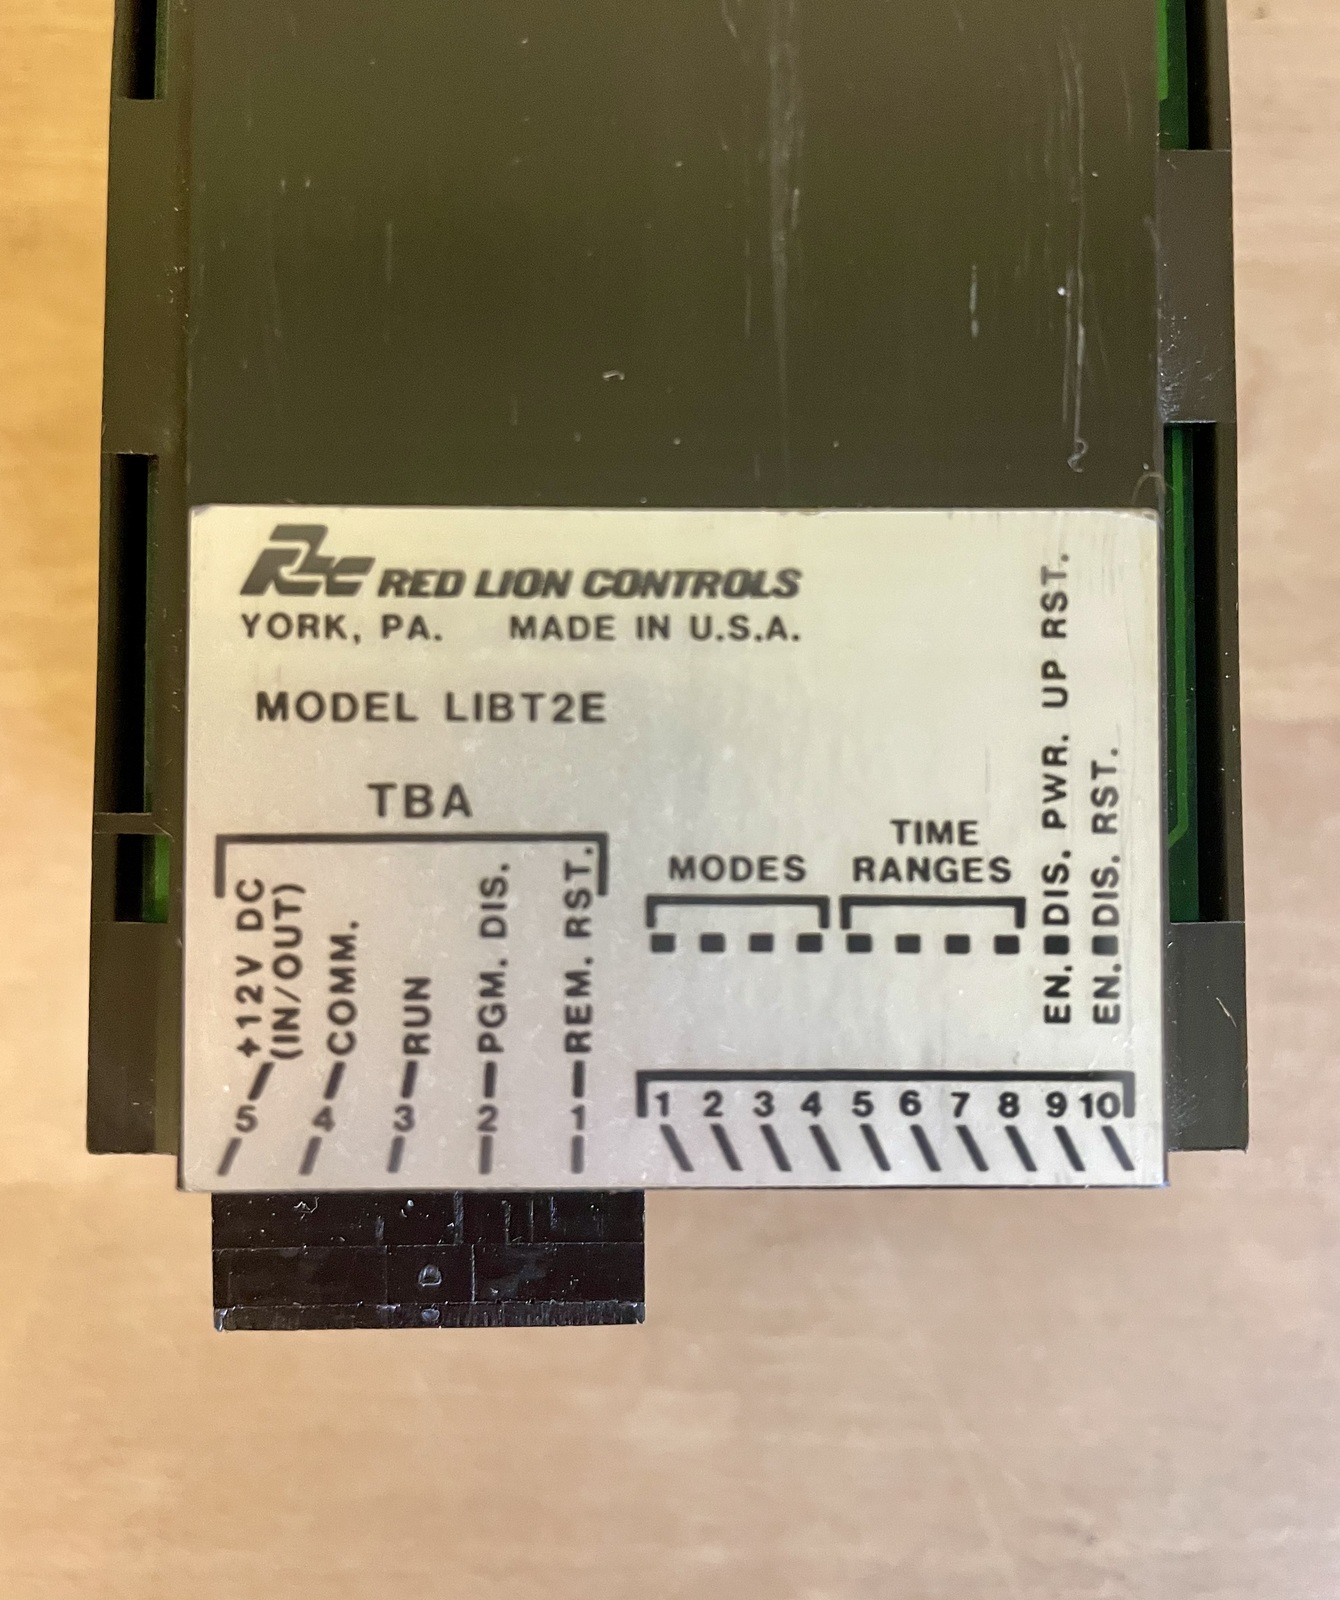 RLC RED LION CONTROLS
YORK, PA. MADE IN U.S.A.
MODEL LIBT2E
TBA
+12V DC
(IN/OUT)
COMM.
RUN
PGM. DIS.
REM. RST.
5 4 3 2 1
MODES
TIME
RANGES
EN. DIS. PWR. UP RST.
EN. DIS. RST.
1 2 3 4 5 6 7 8 9 10